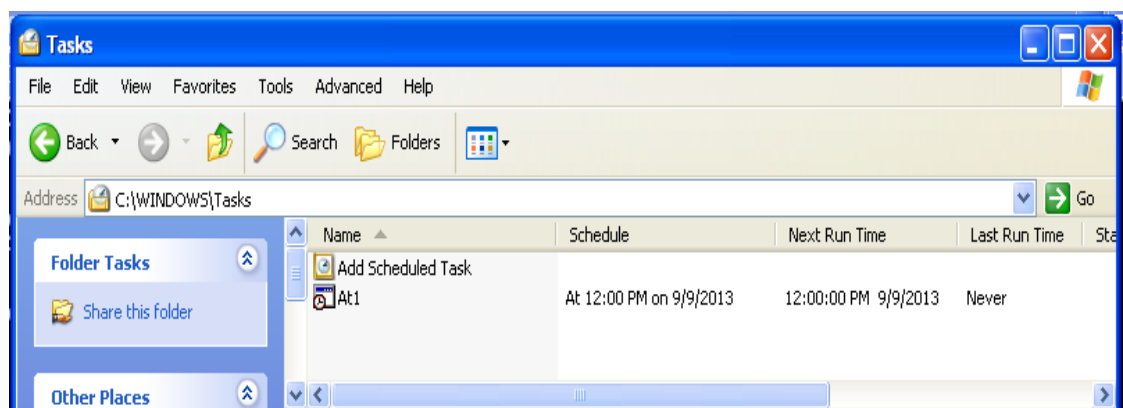 Tasks
File Edit View Favorites Tools Advanced Help
Back Search Folders
Address C:\WINDOWS\Tasks Go
Name Schedule Next Run Time Last Run Time Sta
Folder Tasks
Add Scheduled Task
Share this folder
At1 At 12:00 PM on 9/9/2013 12:00:00 PM 9/9/2013 Never
Other Places